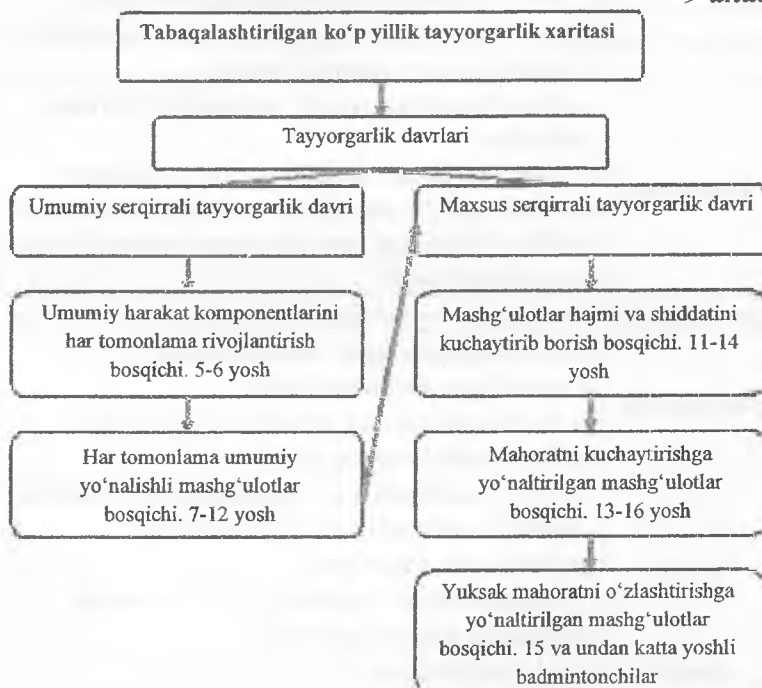 Tabaqalashtirilgan ko‘p yillik tayyorgarlik xaritasi
Tayyorgarlik davrlari
Umumiy serqirrali tayyorgarlik davri
Umumiy harakat komponentlarini
har tomonlama rivojlantirish
bosqichi. 5-6 yosh
Har tomonlama umumiy
yo‘nalishli mashg‘ulotlar
bosqichi. 7-12 yosh
Maxsus serqirrali tayyorgarlik davri
Mashg‘ulotlar hajmi va shiddatini
kuchaytirib borish bosqichi. 11-14
yosh
Mahoratni kuchaytirishga
yo‘naltirilgan mashg‘ulotlar
bosqichi. 13-16 yosh
Yuksak mahoratni o‘zlashtirishga
yo‘naltirilgan mashg‘ulotlar
bosqichi. 15 va undan katta yoshli
badmintonchilar